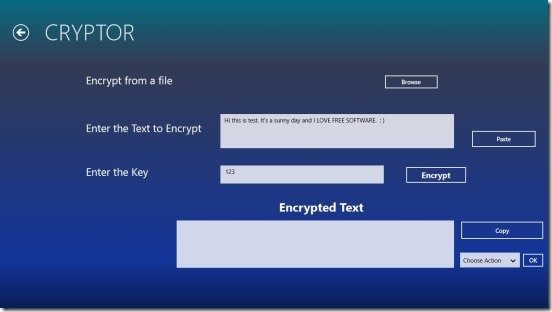 CRYPTOR
Encrypt from a file
Browse
Enter the Text to Encrypt
Hi this is test. It's a sunny day and I LOVE FREE SOFTWARE. : )
Paste
Enter the Key
123
Encrypt
Encrypted Text
Copy
Choose Action
OK